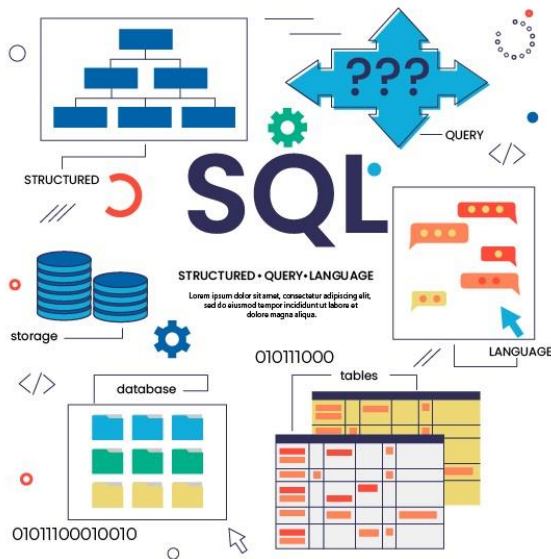 ???
QUERY
</>
STRUCTURED
SQL
STRUCTURED • QUERY • LANGUAGE
Lorem ipsum dolor sit amet, consectetur adipiscing elit,
sed do eiusmod tempor incididunt ut labore et
dolore magna aliqua.
storage
LANGUAGE
010111000
tables
</>
database
01011100010010